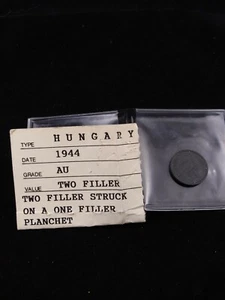 TYPE HUNGARY
DATE 1944
GRADE AU
VALUE TWO FILLER
TWO FILLER STRUCK
ON A ONE FILLER
PLANCHET